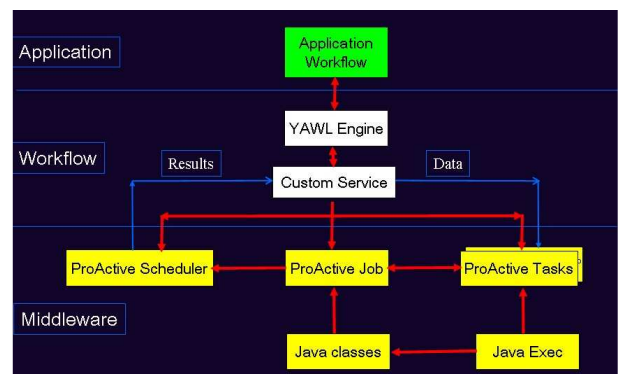 Application
Application
Workflow
YAWL Engine
Workflow
Results
Data
Custom Service
ProActive Scheduler
ProActive Job
ProActive Tasks
Middleware
Java classes
Java Exec